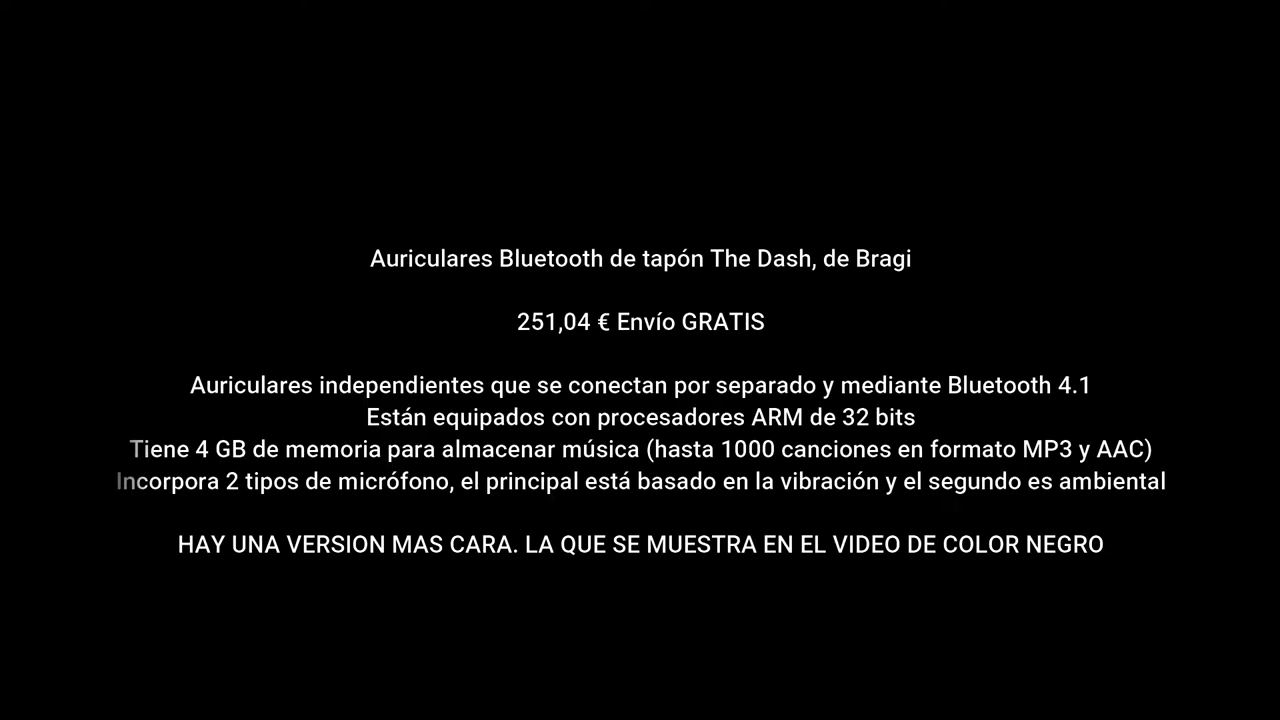 Auriculares Bluetooth de tapón The Dash, de Bragi
251,04 € Envío GRATIS
Auriculares independientes que se conectan por separado y mediante Bluetooth 4.1
Están equipados con procesadores ARM de 32 bits
Tiene 4 GB de memoria para almacenar música (hasta 1000 canciones en formato MP3 y AAC)
Incorpora 2 tipos de micrófono, el principal está basado en la vibración y el segundo es ambiental
HAY UNA VERSION MAS CARA. LA QUE SE MUESTRA EN EL VIDEO DE COLOR NEGRO